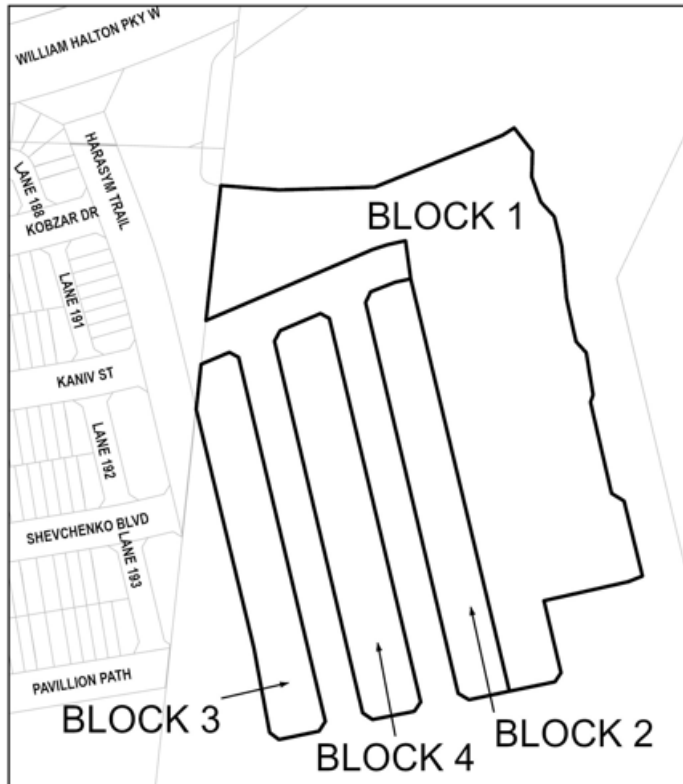 WILLIAM HALTON PKY W
HARASYM TRAIL
LANE 188
KOBZAR DR
BLOCK 1
LANE 191
KANIV ST
LANE 192
SHEVCHENKO BLVD
LANE 193
PAVILLION PATH
BLOCK 3
BLOCK 4
BLOCK 2